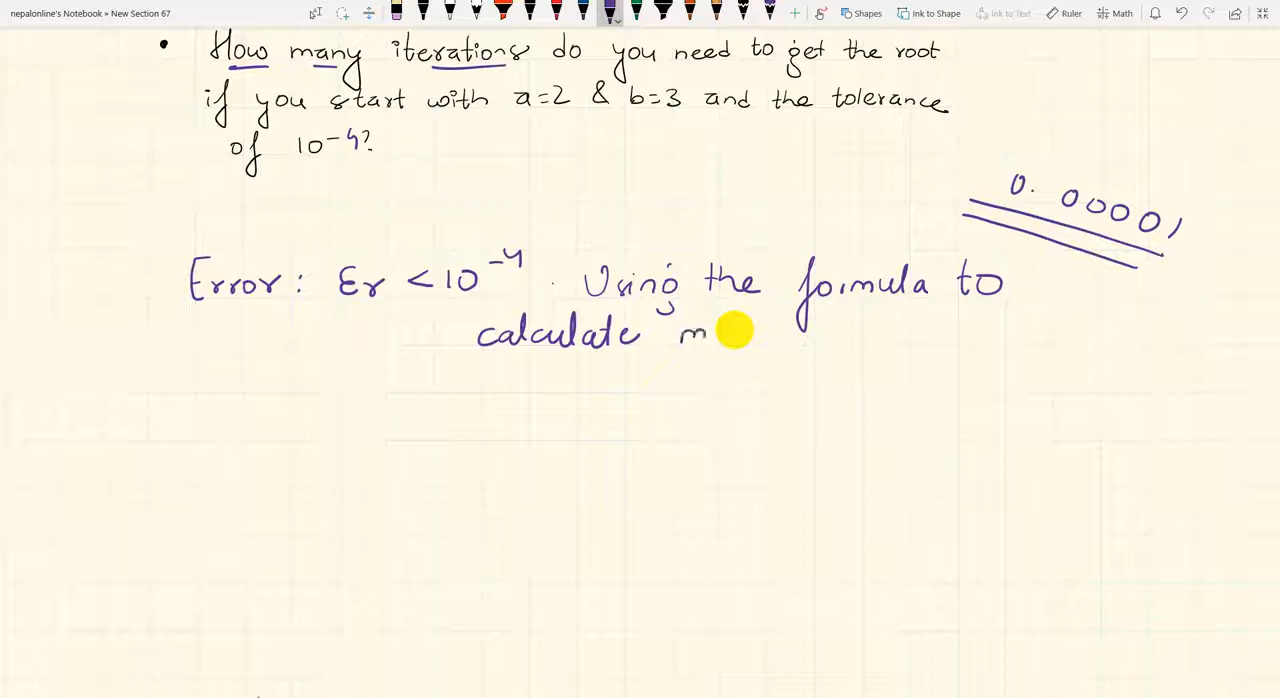 nepalonline's Notebook » New Section 67
Shapes Ink to Shape Ink to Text Ruler Math
• How many iterations do you need to get the root
if you start with a=2 & b=3 and the tolerance
of 10⁻⁴?
0.00001
Error: Er < 10⁻⁴. Using the formula to
calculate m